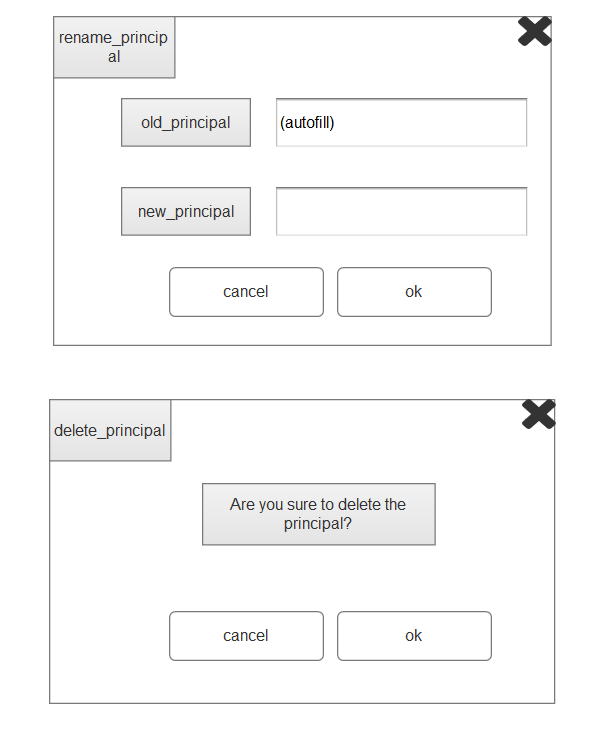 rename_princip
al
old_principal
(autofill)
new_principal
cancel
ok
delete_principal
Are you sure to delete the
principal?
cancel
ok